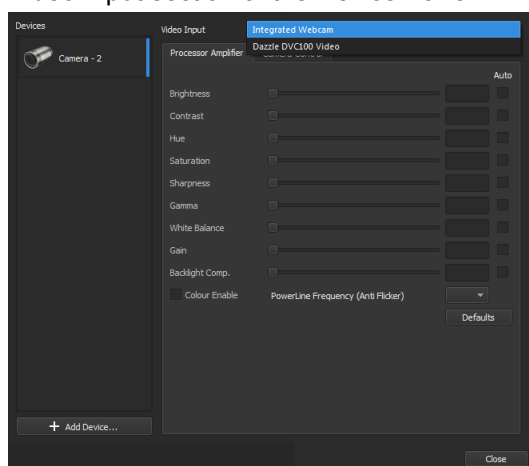 Devices
Video Input
Integrated Webcam
Dazzle DVC100 Video
Camera - 2
Processor Amplifier
Auto
Brightness
Contrast
Hue
Saturation
Sharpness
Gamma
White Balance
Gain
Backlight Comp.
Colour Enable
PowerLine Frequency (Anti Flicker)
Defaults
+ Add Device...
Close